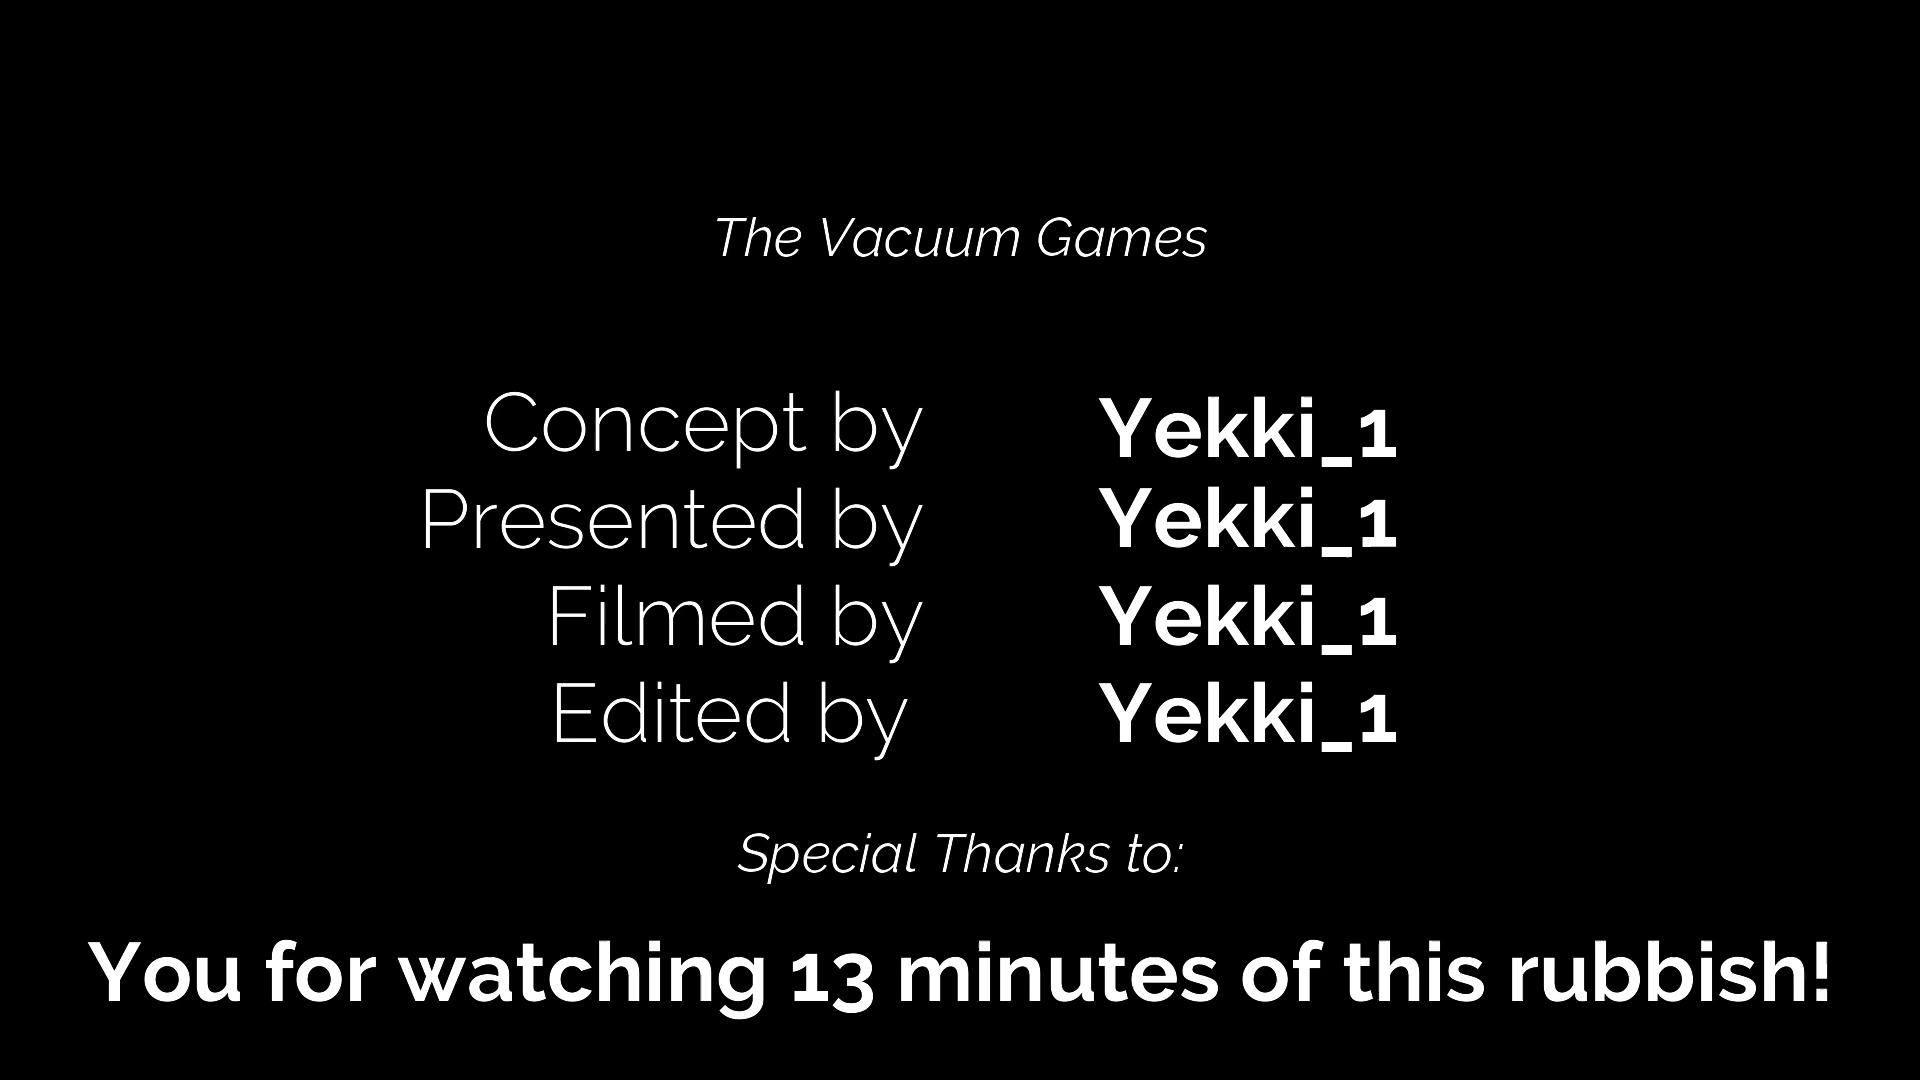 The Vacuum Games
Concept by Yekki_1
Presented by Yekki_1
Filmed by Yekki_1
Edited by Yekki_1
Special Thanks to:
You for watching 13 minutes of this rubbish!